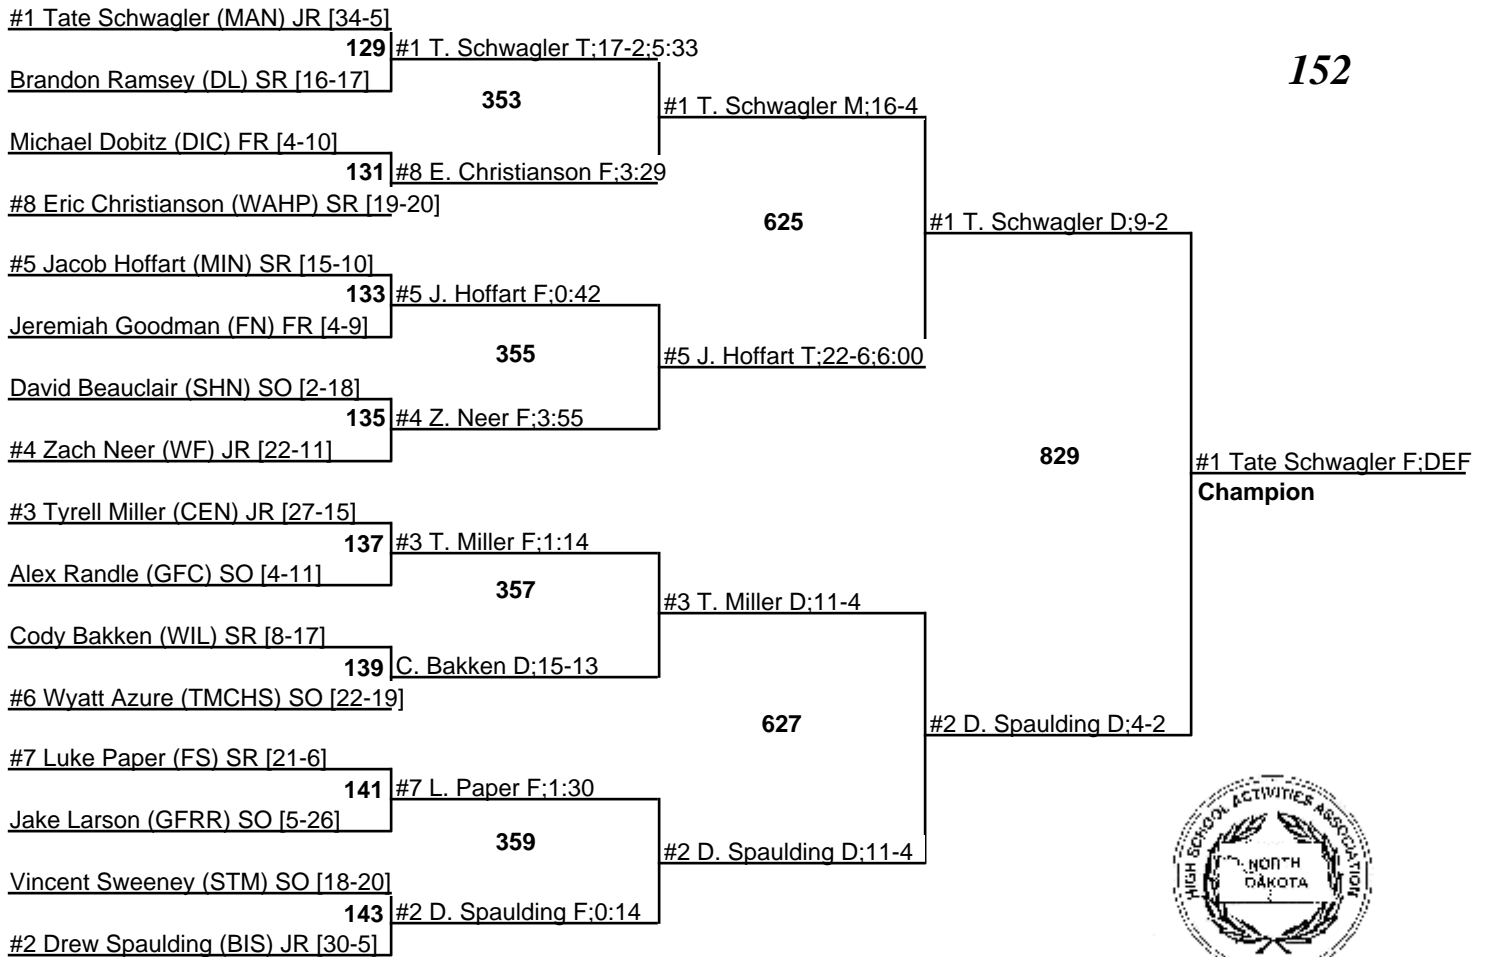 #1 Tate Schwagler (MAN) JR [34-5]
129 #1 T. Schwagler T;17-2;5:33
152
Brandon Ramsey (DL) SR [16-17]
353
#1 T. Schwagler M;16-4
Michael Dobitz (DIC) FR [4-10]
131 #8 E. Christianson F;3:29
#8 Eric Christianson (WAHP) SR [19-20]
625
#1 T. Schwagler D;9-2
#5 Jacob Hoffart (MIN) SR [15-10]
133 #5 J. Hoffart F;0:42
Jeremiah Goodman (FN) FR [4-9]
355
#5 J. Hoffart T;22-6;6:00
David Beauclair (SHN) SO [2-18]
135 #4 Z. Neer F;3:55
#4 Zach Neer (WF) JR [22-11]
829
#1 Tate Schwagler F;DEF
Champion
#3 Tyrell Miller (CEN) JR [27-15]
137 #3 T. Miller F;1:14
Alex Randle (GFC) SO [4-11]
357
#3 T. Miller D;11-4
Cody Bakken (WIL) SR [8-17]
139 C. Bakken D;15-13
#6 Wyatt Azure (TMCHS) SO [22-19]
627
#2 D. Spaulding D;4-2
#7 Luke Paper (FS) SR [21-6]
141 #7 L. Paper F;1:30
Jake Larson (GFRR) SO [5-26]
359
#2 D. Spaulding D;11-4
Vincent Sweeney (STM) SO [18-20]
143 #2 D. Spaulding F;0:14
#2 Drew Spaulding (BIS) JR [30-5]
HIGH SCHOOL ACTIVITIES ASSOCIATION
NORTH
DAKOTA